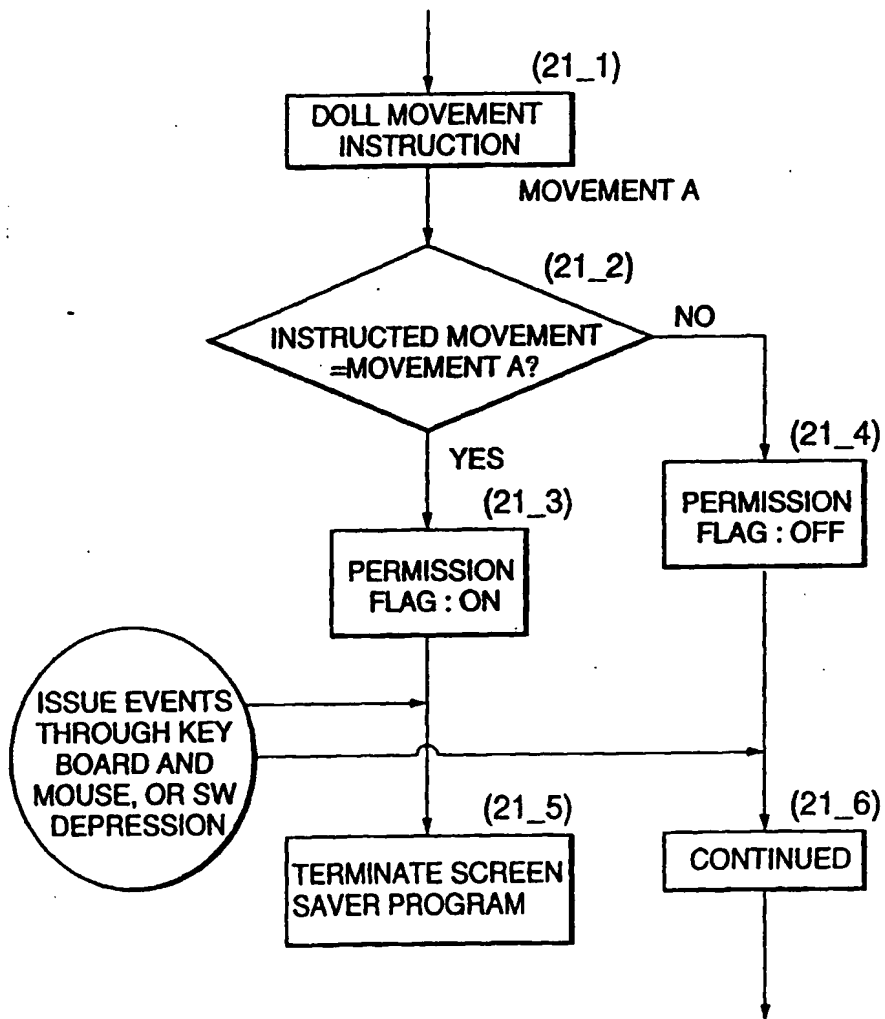 (21_1)
DOLL MOVEMENT
INSTRUCTION
MOVEMENT A
(21_2)
INSTRUCTED MOVEMENT
=MOVEMENT A?
NO
YES
(21_3)
PERMISSION
FLAG : ON
(21_4)
PERMISSION
FLAG : OFF
ISSUE EVENTS
THROUGH KEY
BOARD AND
MOUSE, OR SW
DEPRESSION
(21_5)
TERMINATE SCREEN
SAVER PROGRAM
(21_6)
CONTINUED